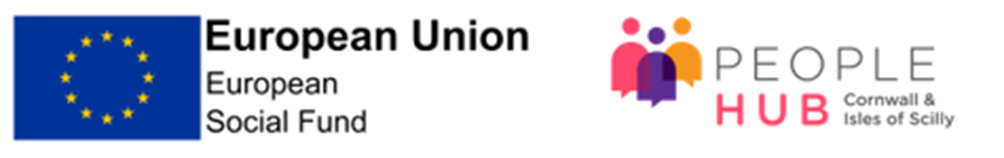 European Union
European
Social Fund
PEOPLE
HUB
Cornwall &
Isles of Scilly